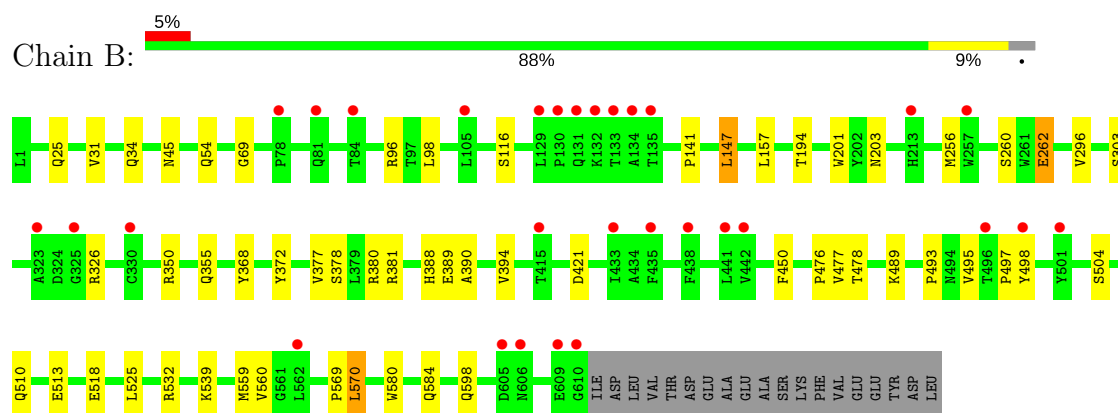 5%
Chain B:
88% 9% •
L1 Q25 V31 Q34 N45 Q54 G69 P78 Q81 T84 R96 T97 L98 L105 S116 L129 P130 Q131 K132 T133 A134 T135 P141 L147 L157 T194 W201 Y202 N203 H213 M256 W257 S260 W261 E262 V296 S303
A323 D324 G325 R326 C330 R350 Q355 Y368 Y372 V377 S378 L379 R380 R381 H388 E389 A390 V394 T415 D421 I433 A434 F435 F438 L441 V442 F450 P476 V477 T478 K489 P493 N494 V495 T496 P497 Y498 Y501 S504
Q510 E513 E518 L525 R532 K539 M559 V560 G561 L562 P569 L570 W580 Q584 Q598 D605 N606 E609 G610 ILE ASP LEU VAL THR ASP GLU ALA GLU ALA SER LYS PHE VAL GLU GLU TYR ASP LEU